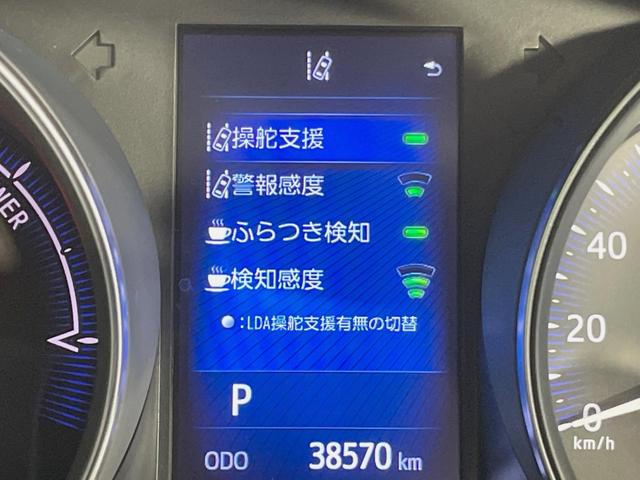 操舵支援
警報感度
ふらつき検知
検知感度
:LDA操舵支援有無の切替
P
ODO 38570 km
40
20
0
km/h